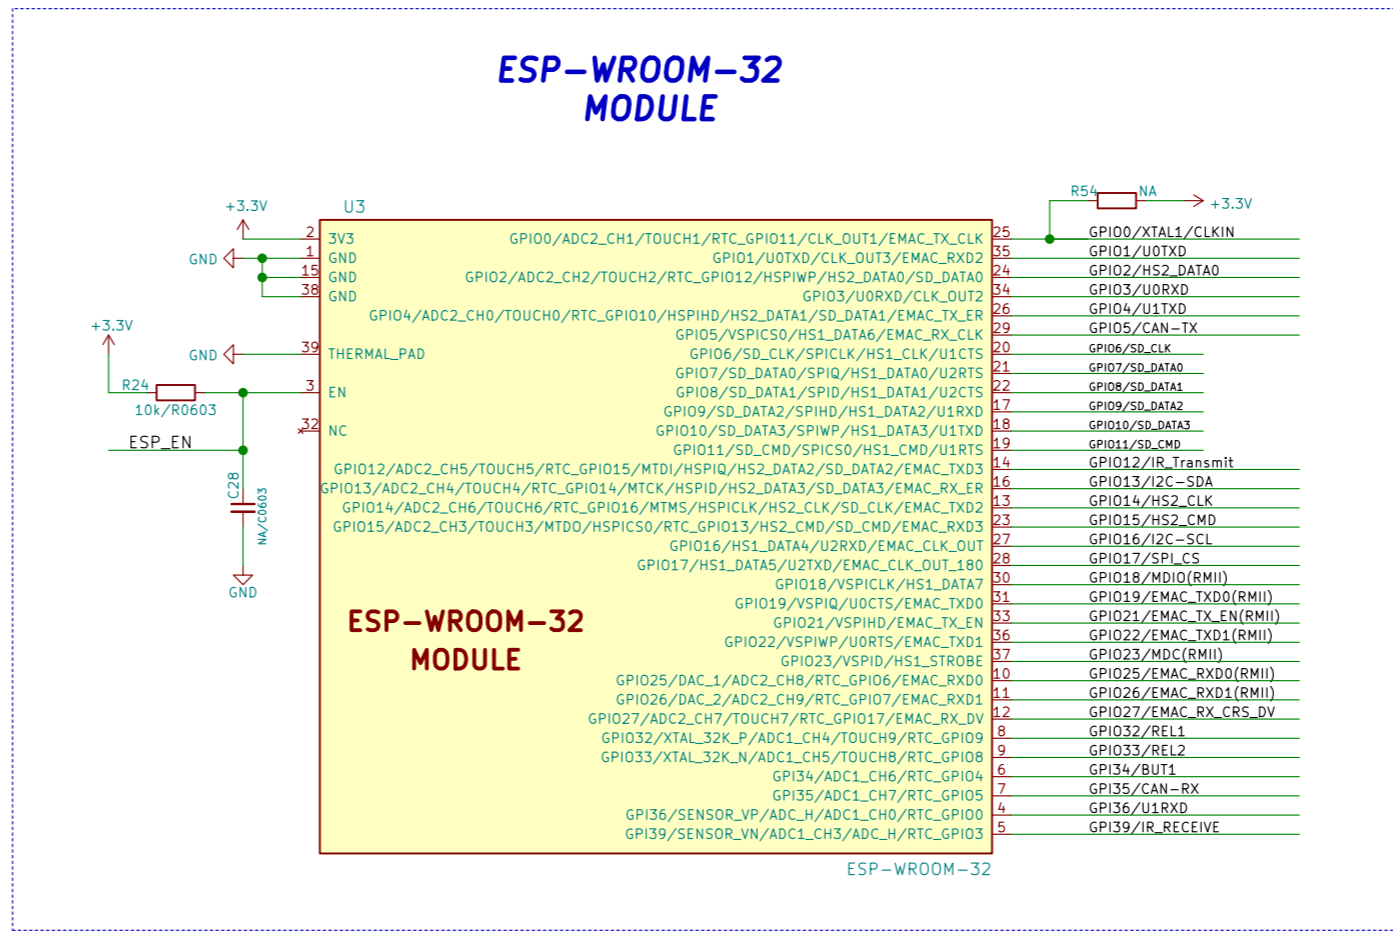 ESP-WROOM-32
MODULE
+3.3V
U3
R54
NA
+3.3V
2
3V3
GPIO0/ADC2_CH1/TOUCH1/RTC_GPIO11/CLK_OUT1/EMAC_TX_CLK
25
GPIO0/XTAL1/CLKIN
GND
1
GND
GPIO1/U0TXD/CLK_OUT3/EMAC_RXD2
35
GPIO1/U0TXD
15
GND
GPIO2/ADC2_CH2/TOUCH2/RTC_GPIO12/HSPIWP/HS2_DATA0/SD_DATA0
24
GPIO2/HS2_DATA0
38
GND
GPIO3/U0RXD/CLK_OUT2
34
GPIO3/U0RXD
GPIO4/ADC2_CH0/TOUCH0/RTC_GPIO10/HSPIHD/HS2_DATA1/SD_DATA1/EMAC_TX_ER
26
GPIO4/U1TXD
+3.3V
GPIO5/VSPICS0/HS1_DATA6/EMAC_RX_CLK
29
GPIO5/CAN-TX
GND
39
THERMAL_PAD
GPIO6/SD_CLK/SPICLK/HS1_CLK/U1CTS
20
GPIO6/SD_CLK
GPIO7/SD_DATA0/SPIQ/HS1_DATA0/U2RTS
21
GPIO7/SD_DATA0
R24
10k/R0603
3
EN
GPIO8/SD_DATA1/SPID/HS1_DATA1/U2CTS
22
GPIO8/SD_DATA1
GPIO9/SD_DATA2/SPIHD/HS1_DATA2/U1RXD
17
GPIO9/SD_DATA2
32
NC
GPIO10/SD_DATA3/SPIWP/HS1_DATA3/U1TXD
18
GPIO10/SD_DATA3
ESP_EN
GPIO11/SD_CMD/SPICS0/HS1_CMD/U1RTS
19
GPIO11/SD_CMD
GPIO12/ADC2_CH5/TOUCH5/RTC_GPIO15/MTDI/HSPIQ/HS2_DATA2/SD_DATA2/EMAC_TXD3
14
GPIO12/IR_Transmit
C28
NA/C0603
GPIO13/ADC2_CH4/TOUCH4/RTC_GPIO14/MTCK/HSPID/HS2_DATA3/SD_DATA3/EMAC_RX_ER
16
GPIO13/I2C-SDA
GPIO14/ADC2_CH6/TOUCH6/RTC_GPIO16/MTMS/HSPICLK/HS2_CLK/SD_CLK/EMAC_TXD2
13
GPIO14/HS2_CLK
GPIO15/ADC2_CH3/TOUCH3/MTDO/HSPICS0/RTC_GPIO13/HS2_CMD/SD_CMD/EMAC_RXD3
23
GPIO15/HS2_CMD
GPIO16/HS1_DATA4/U2RXD/EMAC_CLK_OUT
27
GPIO16/I2C-SCL
GPIO17/HS1_DATA5/U2TXD/EMAC_CLK_OUT_180
28
GPIO17/SPI_CS
GND
GPIO18/VSPICLK/HS1_DATA7
30
GPIO18/MDIO(RMII)
GPIO19/VSPIQ/U0CTS/EMAC_TXD0
31
GPIO19/EMAC_TXD0(RMII)
ESP-WROOM-32
MODULE
GPIO21/VSPIHD/EMAC_TX_EN
33
GPIO21/EMAC_TX_EN(RMII)
GPIO22/VSPIWP/U0RTS/EMAC_TXD1
36
GPIO22/EMAC_TXD1(RMII)
GPIO23/VSPID/HS1_STROBE
37
GPIO23/MDC(RMII)
GPIO25/DAC_1/ADC2_CH8/RTC_GPIO6/EMAC_RXD0
10
GPIO25/EMAC_RXD0(RMII)
GPIO26/DAC_2/ADC2_CH9/RTC_GPIO7/EMAC_RXD1
11
GPIO26/EMAC_RXD1(RMII)
GPIO27/ADC2_CH7/TOUCH7/RTC_GPIO17/EMAC_RX_DV
12
GPIO27/EMAC_RX_CRS_DV
GPIO32/XTAL_32K_P/ADC1_CH4/TOUCH9/RTC_GPIO9
8
GPIO32/REL1
GPIO33/XTAL_32K_N/ADC1_CH5/TOUCH8/RTC_GPIO8
9
GPIO33/REL2
GPI34/ADC1_CH6/RTC_GPIO4
6
GPI34/BUT1
GPI35/ADC1_CH7/RTC_GPIO5
7
GPI35/CAN-RX
GPI36/SENSOR_VP/ADC_H/ADC1_CH0/RTC_GPIO0
4
GPI36/U1RXD
GPI39/SENSOR_VN/ADC1_CH3/ADC_H/RTC_GPIO3
5
GPI39/IR_RECEIVE
ESP-WROOM-32